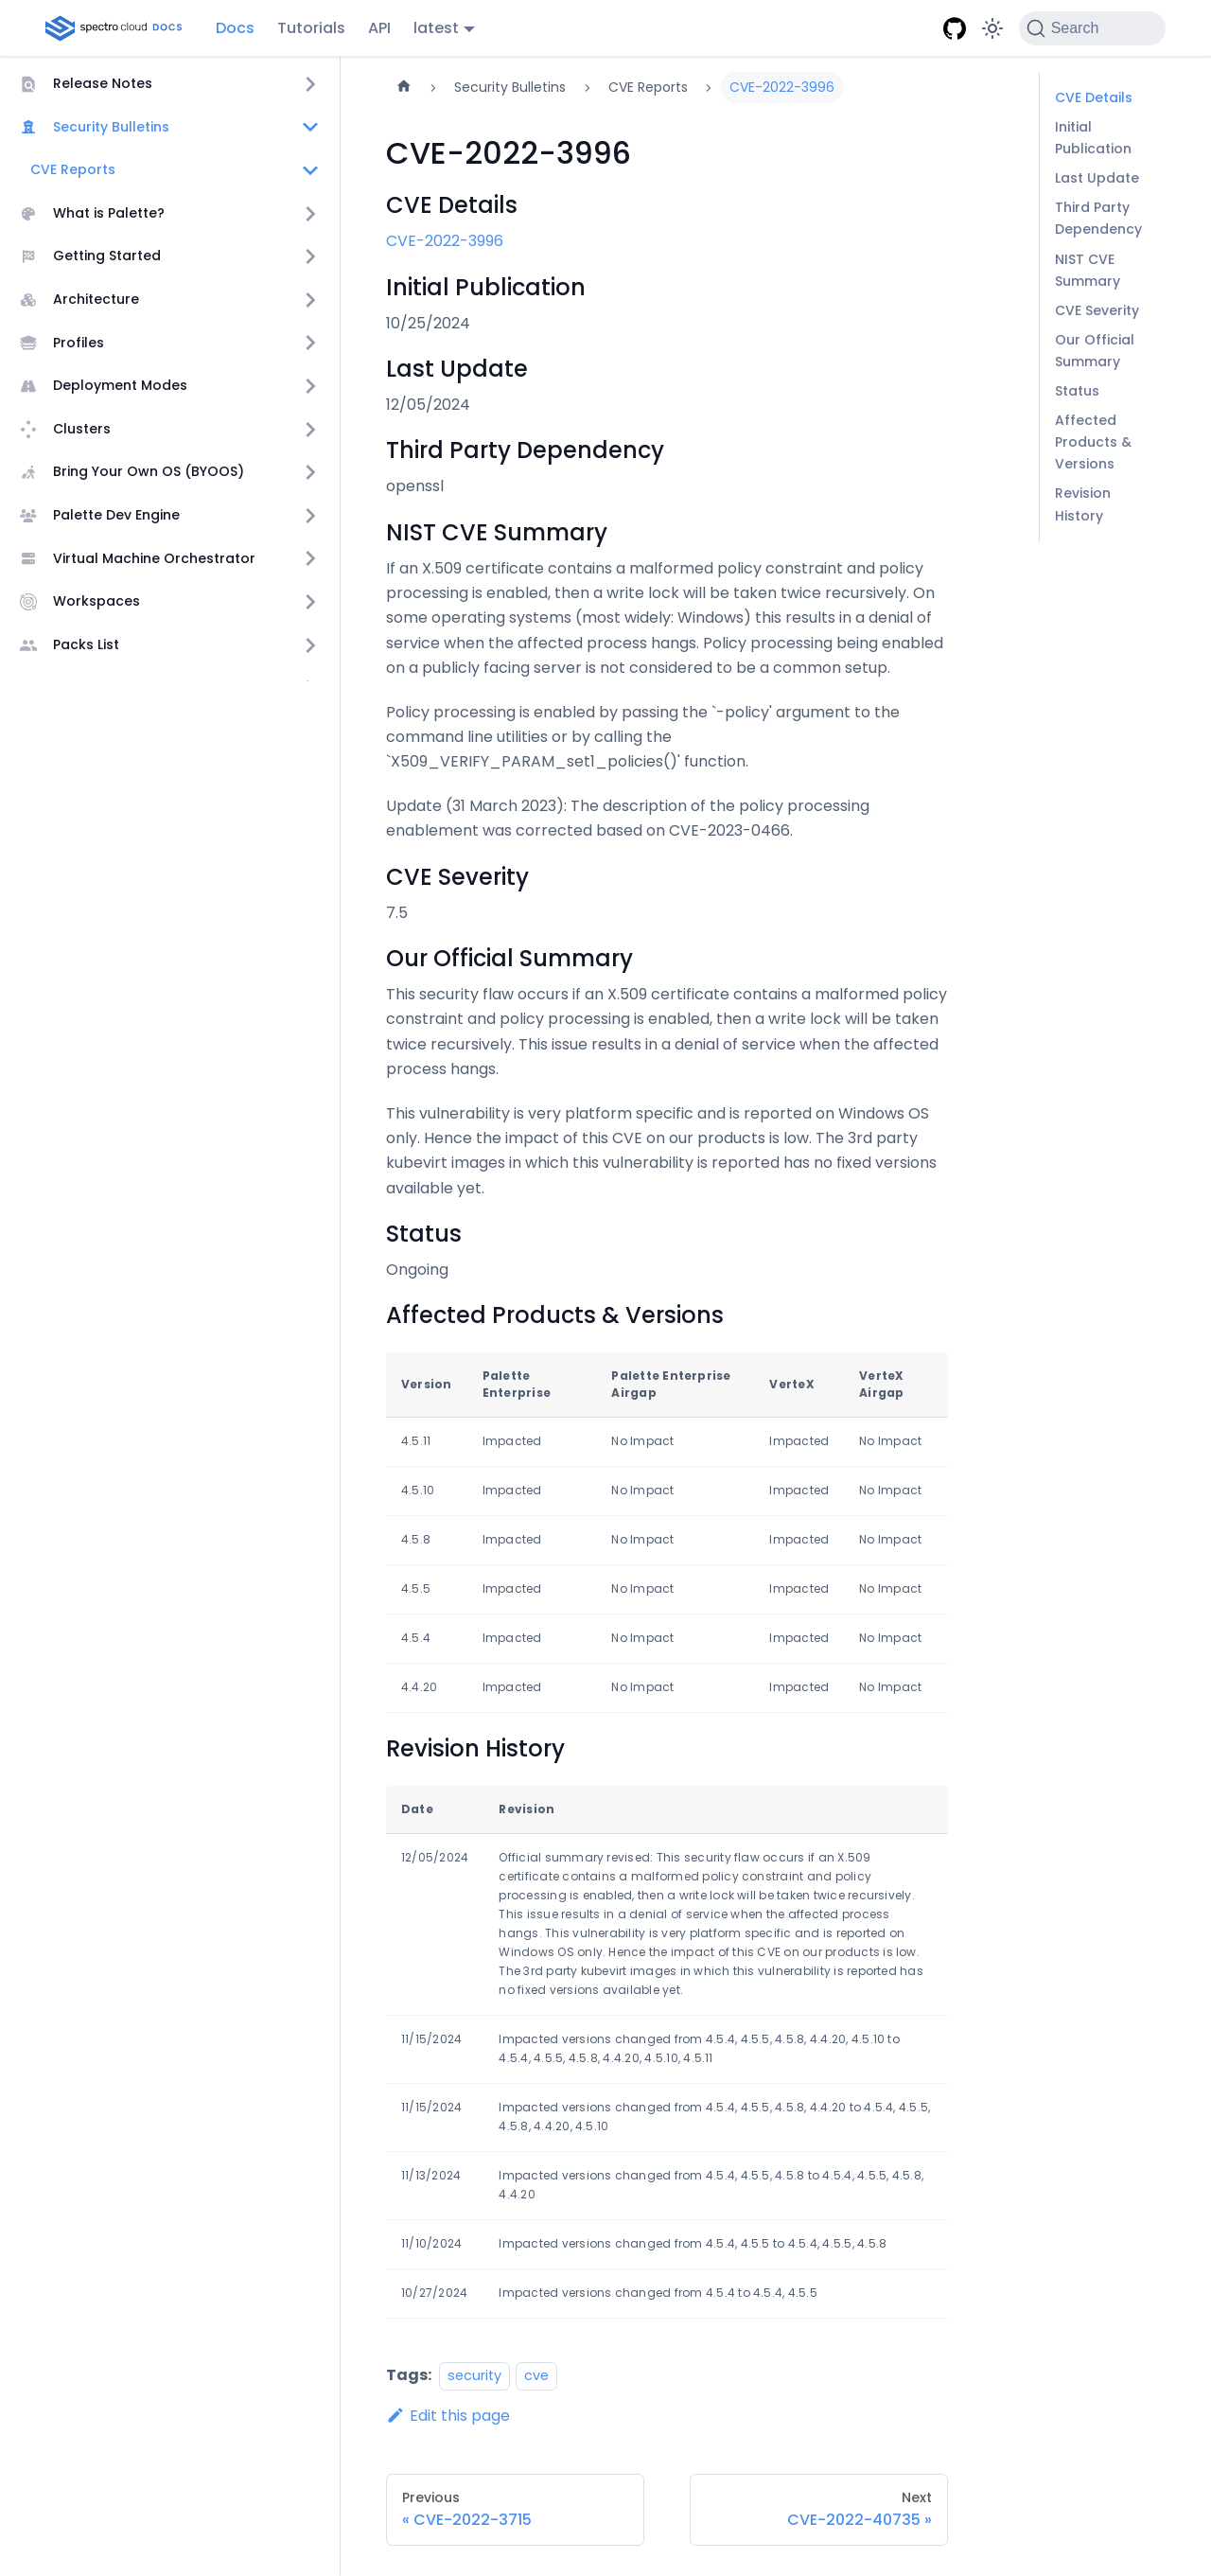 spectro cloud DOCS
Docs
Tutorials
API
latest
Search
Release Notes
Security Bulletins
CVE Reports
What is Palette?
Getting Started
Architecture
Profiles
Deployment Modes
Clusters
Bring Your Own OS (BYOOS)
Palette Dev Engine
Virtual Machine Orchestrator
Workspaces
Packs List
Security Bulletins
CVE Reports
CVE-2022-3996
CVE-2022-3996
CVE Details
CVE-2022-3996
Initial Publication
10/25/2024
Last Update
12/05/2024
Third Party Dependency
openssl
NIST CVE Summary
If an X.509 certificate contains a malformed policy constraint and policy
processing is enabled, then a write lock will be taken twice recursively. On
some operating systems (most widely: Windows) this results in a denial of
service when the affected process hangs. Policy processing being enabled
on a publicly facing server is not considered to be a common setup.
Policy processing is enabled by passing the `-policy' argument to the
command line utilities or by calling the
`X509_VERIFY_PARAM_set1_policies()' function.
Update (31 March 2023): The description of the policy processing
enablement was corrected based on CVE-2023-0466.
CVE Severity
7.5
Our Official Summary
This security flaw occurs if an X.509 certificate contains a malformed policy
constraint and policy processing is enabled, then a write lock will be taken
twice recursively. This issue results in a denial of service when the affected
process hangs.
This vulnerability is very platform specific and is reported on Windows OS
only. Hence the impact of this CVE on our products is low. The 3rd party
kubevirt images in which this vulnerability is reported has no fixed versions
available yet.
Status
Ongoing
Affected Products & Versions
Version Palette Enterprise Palette Enterprise Airgap VerteX VerteX Airgap
4.5.11 Impacted No Impact Impacted No Impact
4.5.10 Impacted No Impact Impacted No Impact
4.5.8 Impacted No Impact Impacted No Impact
4.5.5 Impacted No Impact Impacted No Impact
4.5.4 Impacted No Impact Impacted No Impact
4.4.20 Impacted No Impact Impacted No Impact
Revision History
Date Revision
12/05/2024 Official summary revised: This security flaw occurs if an X.509
certificate contains a malformed policy constraint and policy
processing is enabled, then a write lock will be taken twice recursively.
This issue results in a denial of service when the affected process
hangs. This vulnerability is very platform specific and is reported on
Windows OS only. Hence the impact of this CVE on our products is low.
The 3rd party kubevirt images in which this vulnerability is reported has
no fixed versions available yet.
11/15/2024 Impacted versions changed from 4.5.4, 4.5.5, 4.5.8, 4.4.20, 4.5.10 to
4.5.4, 4.5.5, 4.5.8, 4.4.20, 4.5.10, 4.5.11
11/15/2024 Impacted versions changed from 4.5.4, 4.5.5, 4.5.8, 4.4.20 to 4.5.4, 4.5.5,
4.5.8, 4.4.20, 4.5.10
11/13/2024 Impacted versions changed from 4.5.4, 4.5.5, 4.5.8 to 4.5.4, 4.5.5, 4.5.8,
4.4.20
11/10/2024 Impacted versions changed from 4.5.4, 4.5.5 to 4.5.4, 4.5.5, 4.5.8
10/27/2024 Impacted versions changed from 4.5.4 to 4.5.4, 4.5.5
Tags: security cve
Edit this page
Previous
« CVE-2022-3715
Next
CVE-2022-40735 »
CVE Details
Initial
Publication
Last Update
Third Party
Dependency
NIST CVE
Summary
CVE Severity
Our Official
Summary
Status
Affected
Products &
Versions
Revision
History